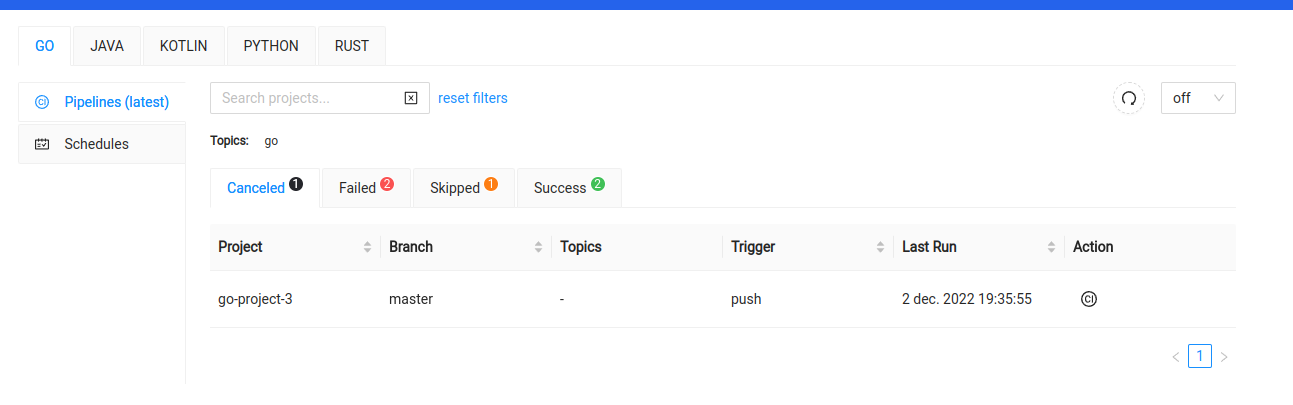 GO JAVA KOTLIN PYTHON RUST
Pipelines (latest)
Schedules
Search projects... reset filters off
Topics: go
Canceled 1 Failed 2 Skipped 1 Success 2
Project Branch Topics Trigger Last Run Action
go-project-3 master - push 2 dec. 2022 19:35:55 CI
< 1 >